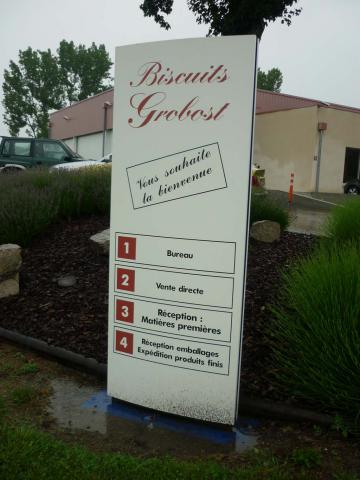 Biscuits
Grobost
Vous souhaite
la bienvenue
1 Bureau
2 Vente directe
3 Réception :
Matières premières
4 Réception emballages
Expédition produits finis